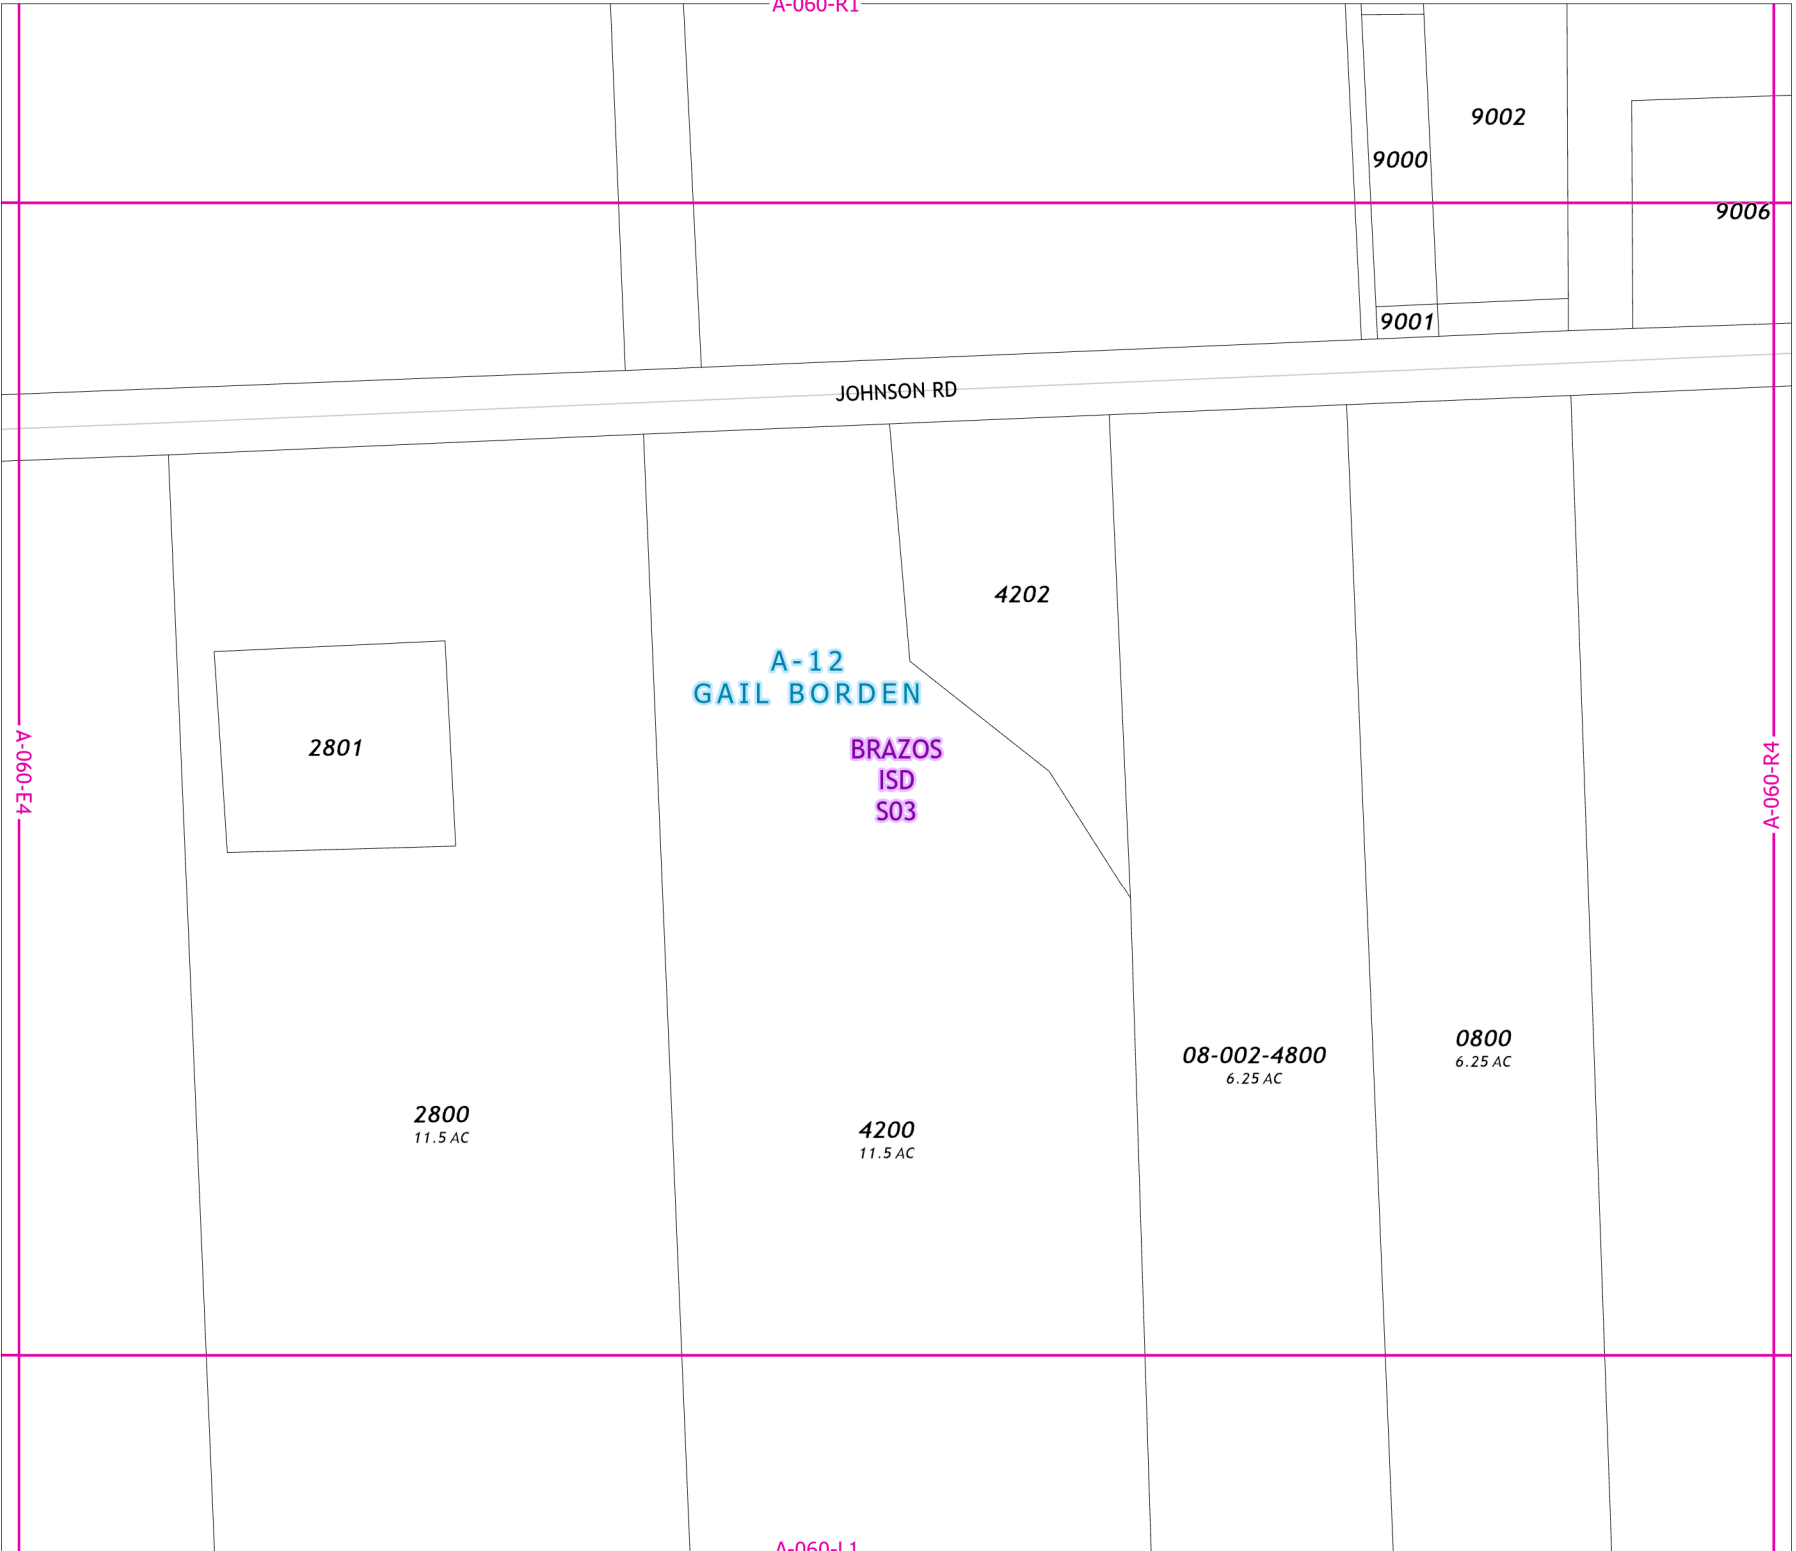 A-060-R1
9002
9000
9006
9001
JOHNSON RD
4202
A-12
GAIL BORDEN
BRAZOS
ISD
S03
2801
A-060-E4
A-060-R4
08-002-4800
6.25 AC
0800
6.25 AC
2800
11.5 AC
4200
11.5 AC
A-060-L1